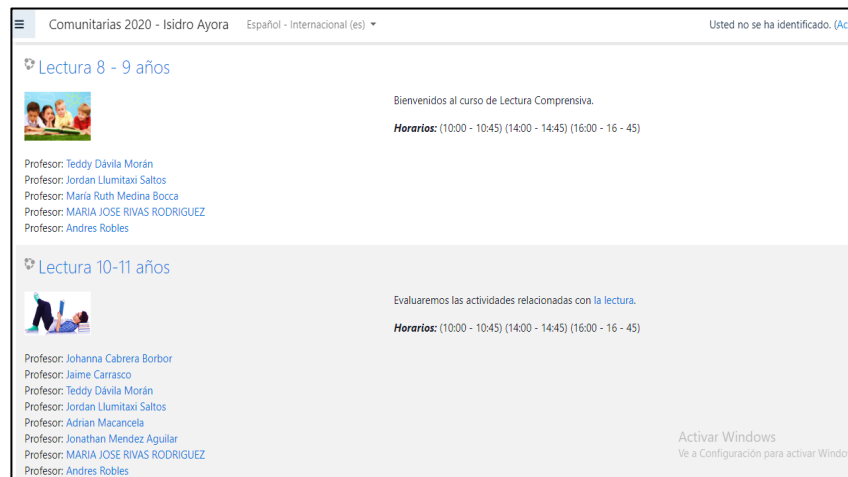 Comunitarias 2020 - Isidro Ayora Español - Internacional (es) Usted no se ha identificado. (Ac
Lectura 8 - 9 años
Bienvenidos al curso de Lectura Comprensiva.
Horarios: (10:00 - 10:45) (14:00 - 14:45) (16:00 - 16 - 45)
Profesor: Teddy Dávila Morán
Profesor: Jordan Llumitaxi Saltos
Profesor: María Ruth Medina Bocca
Profesor: MARIA JOSE RIVAS RODRIGUEZ
Profesor: Andres Robles
Lectura 10-11 años
Evaluaremos las actividades relacionadas con la lectura.
Horarios: (10:00 - 10:45) (14:00 - 14:45) (16:00 - 16 - 45)
Profesor: Johanna Cabrera Borbor
Profesor: Jaime Carrasco
Profesor: Teddy Dávila Morán
Profesor: Jordan Llumitaxi Saltos
Profesor: Adrian Macancela
Profesor: Jonathan Mendez Aguilar
Profesor: MARIA JOSE RIVAS RODRIGUEZ
Profesor: Andres Robles
Activar Windows
Ve a Configuración para activar Windo